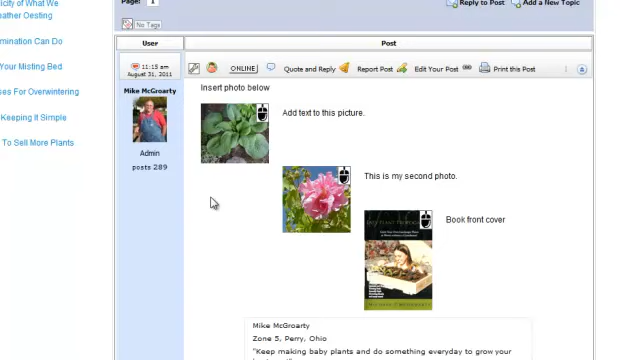 icity of What We
eather Oesting
mination Can Do
Your Misting Bed
ses For Overwintering
Keeping It Simple
To Sell More Plants
Page: 1
Reply to Post
Add a New Topic
No Tags
User
Post
11:15 am
August 31, 2011
ONLINE
Quote and Reply
Report Post
Edit Your Post
Print this Post
Mike McGroarty
Admin
posts 289
Insert photo below
Add text to this picture.
This is my second photo.
Book front cover
Mike McGroarty
Zone 5, Perry, Ohio
"Keep making baby plants and do something everyday to grow your